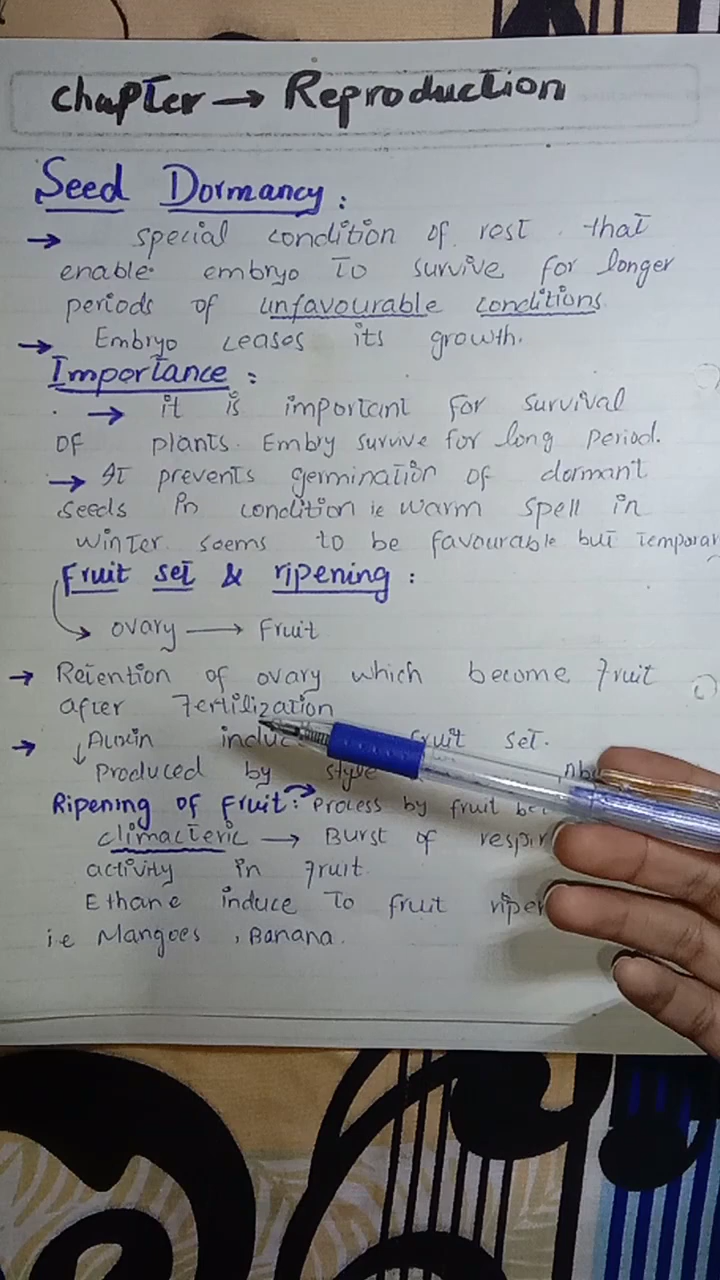 chapter → Reproduction
Seed Dormancy :
→ special condition of rest that
enable embryo to survive for longer
periods of unfavourable conditions
→ Embryo ceases its growth.
Importance :
→ it is important for survival
of plants. Embry survive for long period.
→ It prevents germination of dormant
seeds in condition ie warm spell in
winter seems to be favourable but temporar
Fruit set & ripening :
→ ovary → Fruit
→ Retention of ovary which become fruit
after fertilization
→ Auxin fruit set.
↓ Produced by style
Ripening of fruit: → Process by fruit
climacteric → Burst of
activity in fruit
Ethane induce to fruit
i.e Mangoes , Banana.